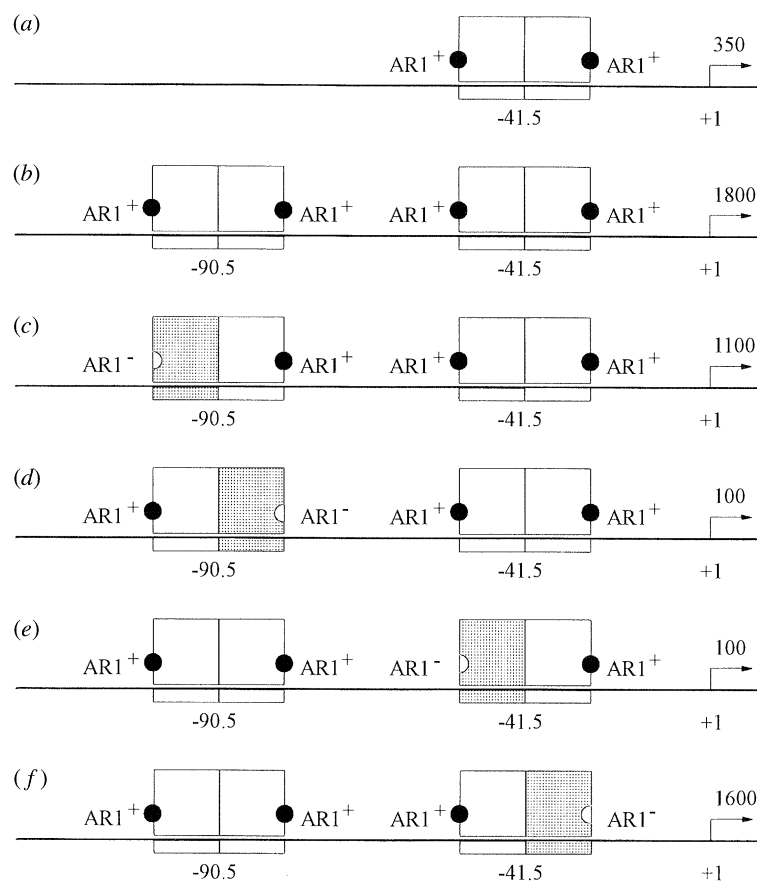 (a)
350
AR1+ AR1+
-41.5 +1
(b)
1800
AR1+ AR1+ AR1+ AR1+
-90.5 -41.5 +1
(c)
1100
AR1- AR1+ AR1+ AR1+
-90.5 -41.5 +1
(d)
100
AR1+ AR1- AR1+ AR1+
-90.5 -41.5 +1
(e)
100
AR1+ AR1+ AR1- AR1+
-90.5 -41.5 +1
(f)
1600
AR1+ AR1+ AR1+ AR1-
-90.5 -41.5 +1